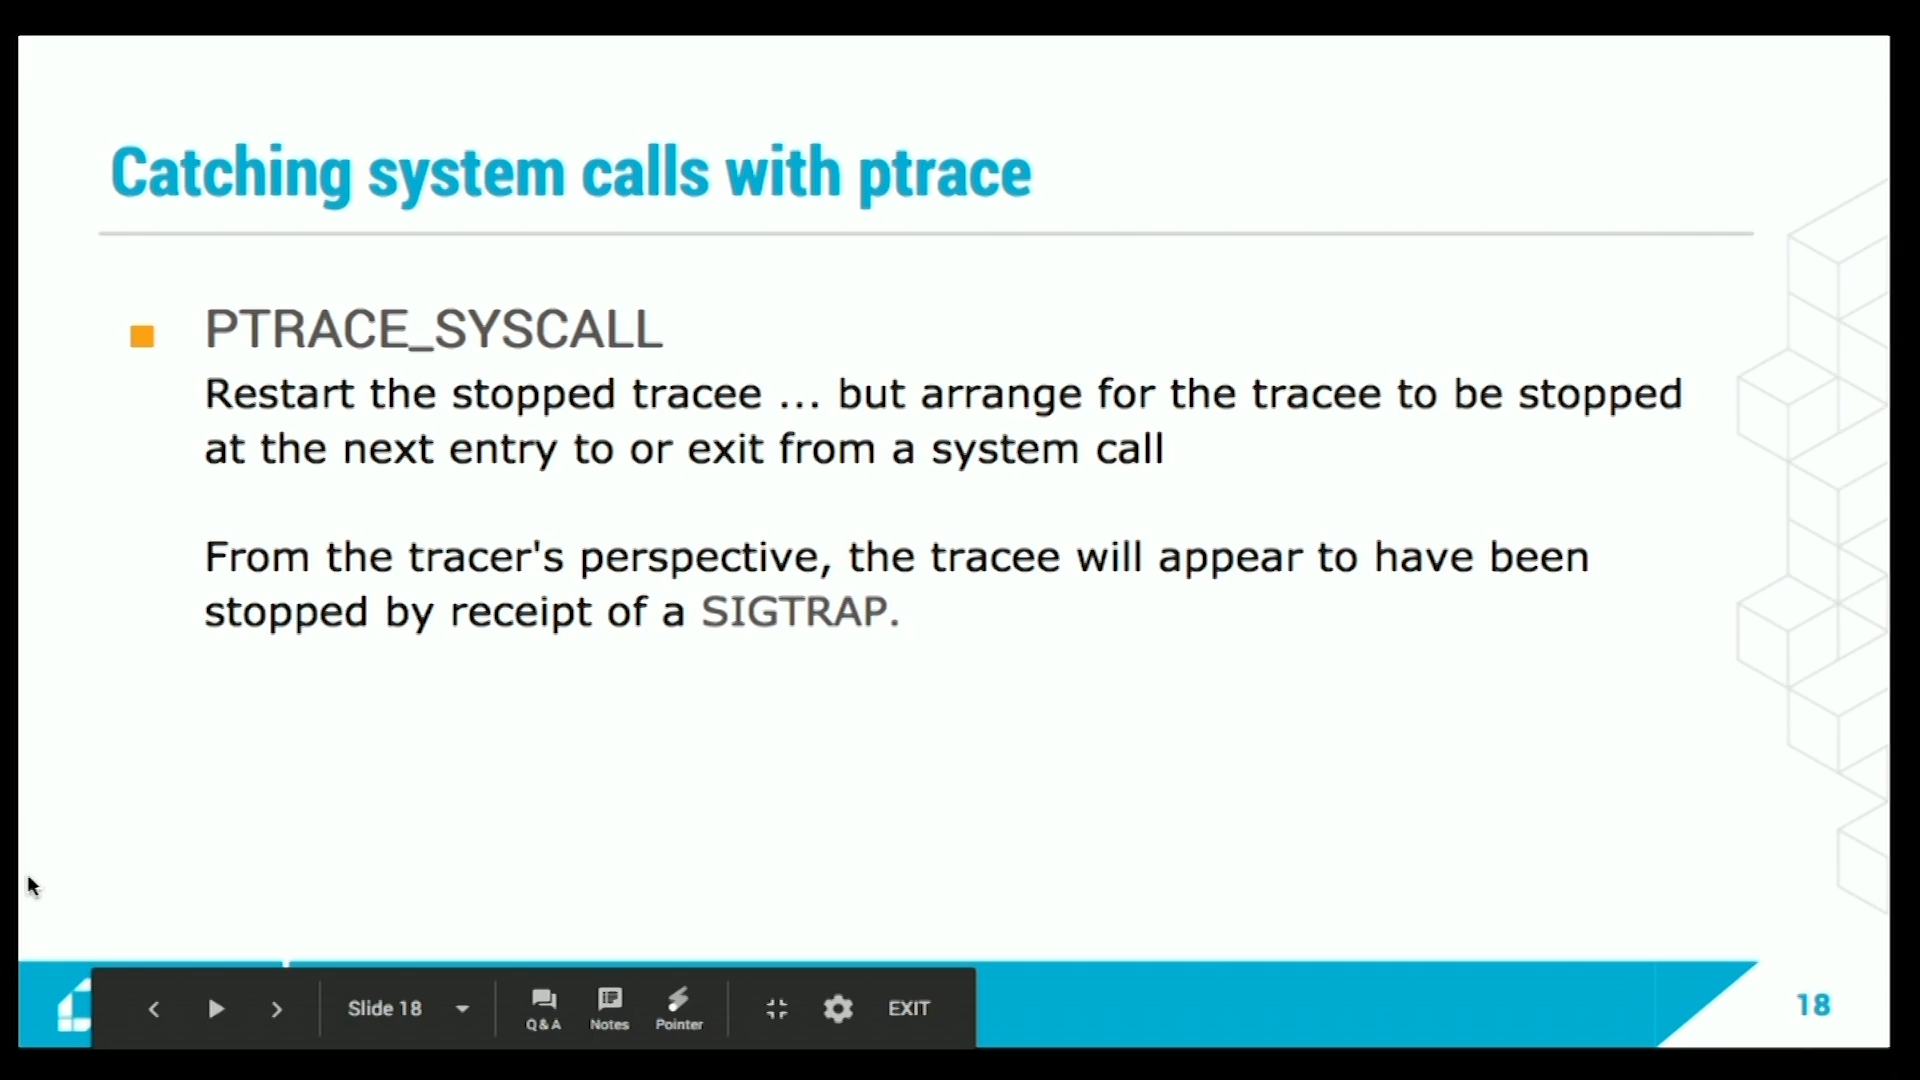 Catching system calls with ptrace
PTRACE_SYSCALL
Restart the stopped tracee ... but arrange for the tracee to be stopped
at the next entry to or exit from a system call
From the tracer's perspective, the tracee will appear to have been
stopped by receipt of a SIGTRAP.
Slide 18
Q&A
Notes
Pointer
EXIT
18